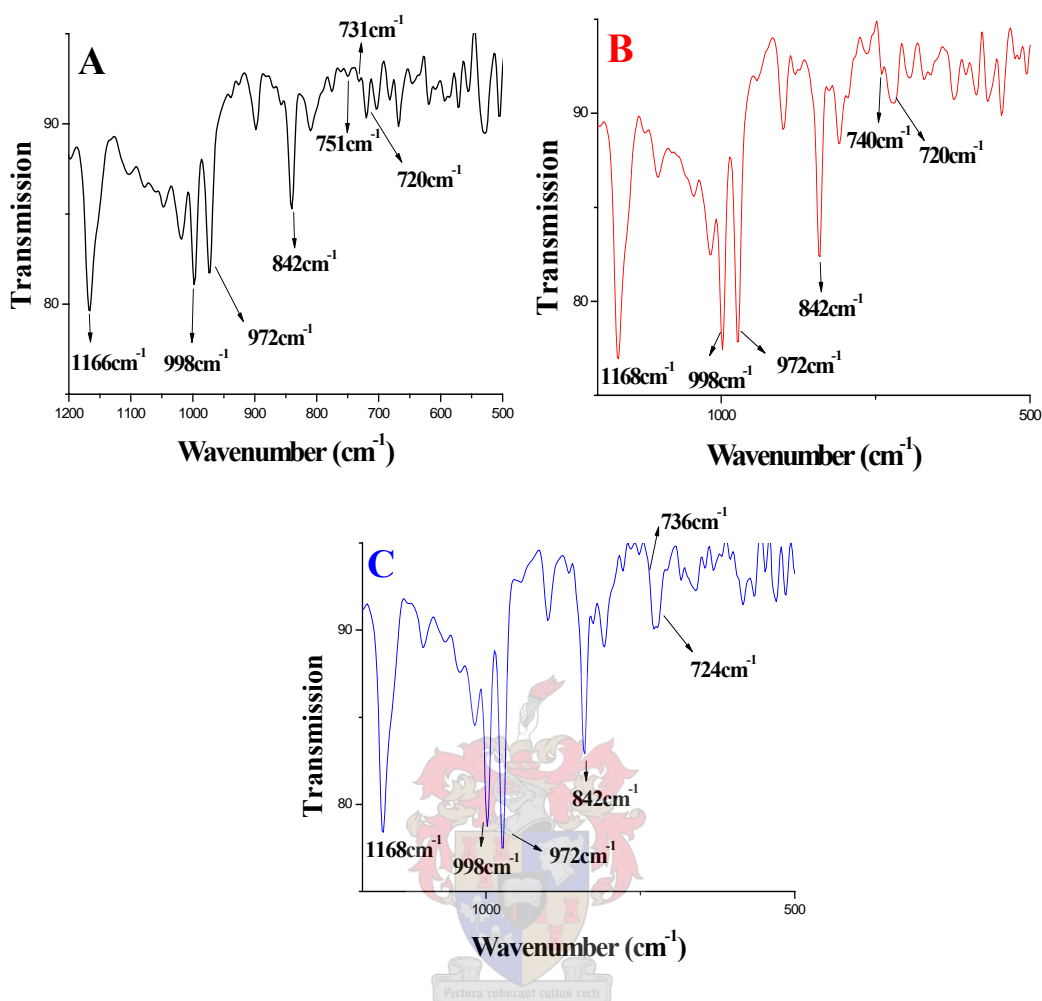 A
731cm-1
751cm-1
720cm-1
842cm-1
972cm-1
998cm-1
1166cm-1
90
80
Transmission
1200 1100 1000 900 800 700 600 500
Wavenumber (cm-1)
B
740cm-1
720cm-1
842cm-1
972cm-1
998cm-1
1168cm-1
90
80
Transmission
1000 500
Wavenumber (cm-1)
C
736cm-1
724cm-1
842cm-1
972cm-1
998cm-1
1168cm-1
90
80
Transmission
1000 500
Wavenumber (cm-1)
Pectora roborant cultus recti